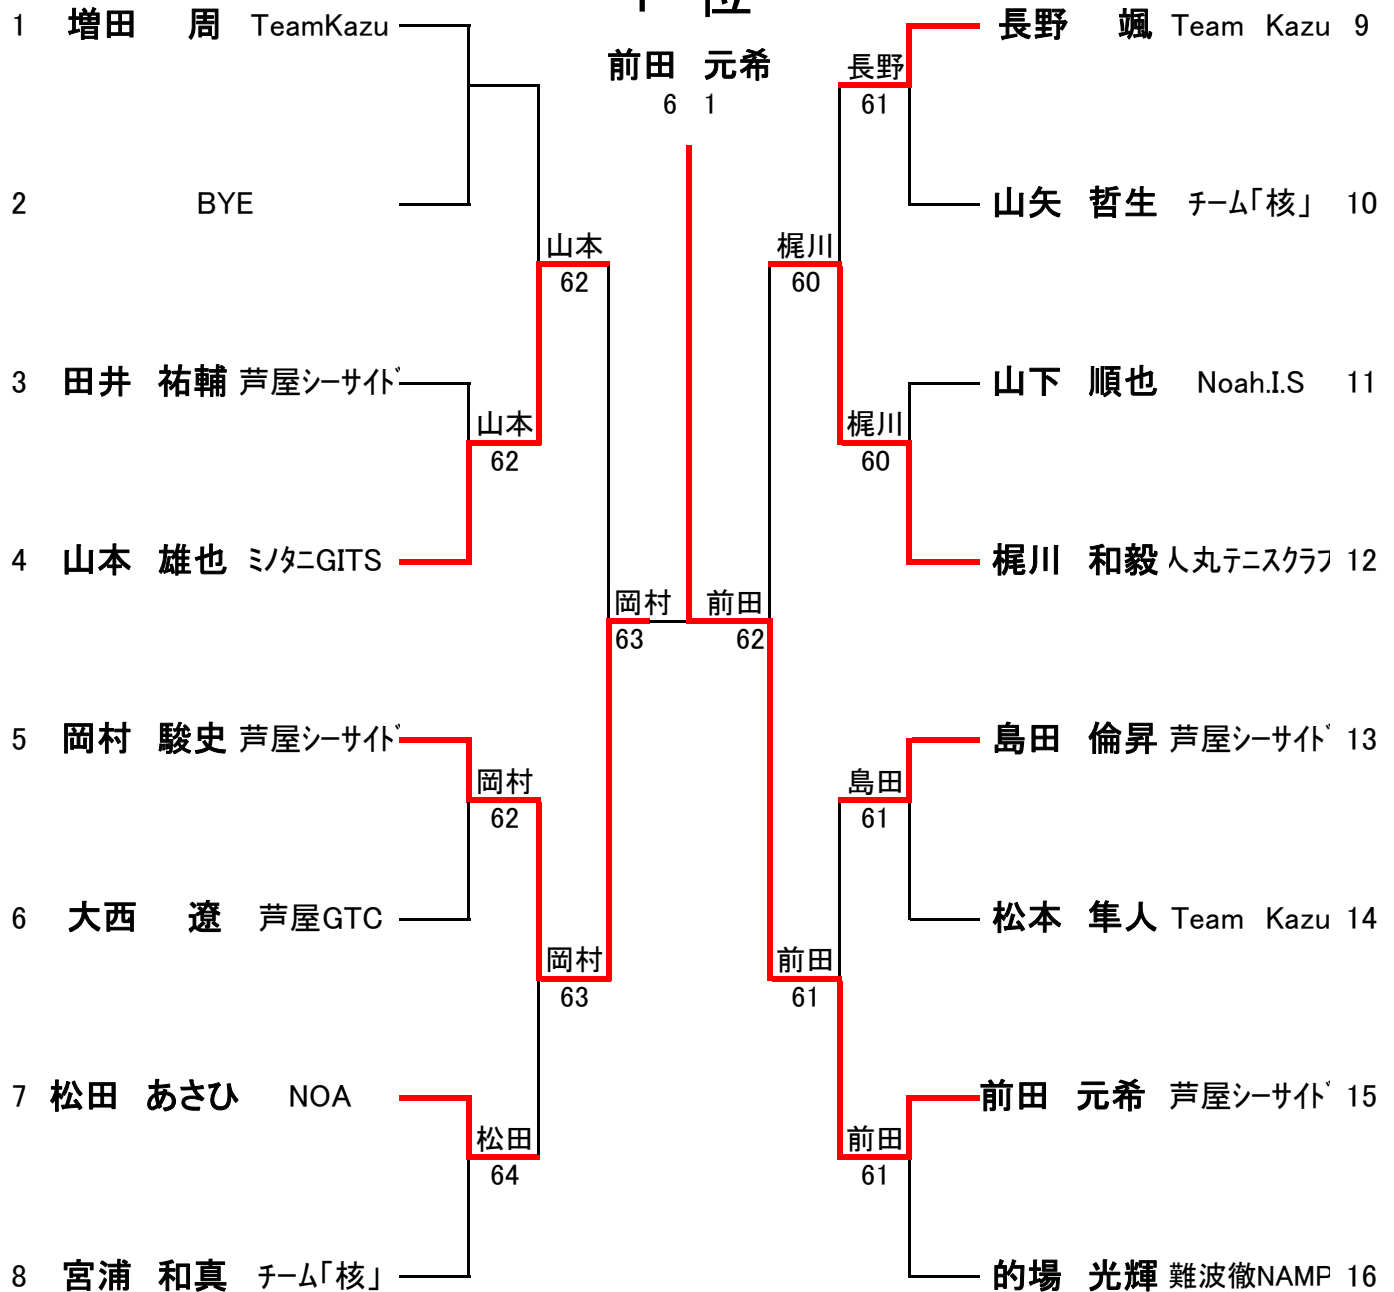 1 位
1 増田 周 TeamKazu
長野 颯 Team Kazu 9
前田 元希
6 1
長野
61
2 BYE
山矢 哲生 チーム「核」 10
山本
62
梶川
60
3 田井 祐輔 芦屋シーサイド
山下 順也 Noah.I.S 11
山本
62
梶川
60
4 山本 雄也 ミノタニGITS
梶川 和毅 人丸テニスクラブ 12
岡村
63
前田
62
5 岡村 駿史 芦屋シーサイド
島田 倫昇 芦屋シーサイド 13
岡村
62
島田
61
6 大西 遼 芦屋GTC
松本 隼人 Team Kazu 14
岡村
63
前田
61
7 松田 あさひ NOA
前田 元希 芦屋シーサイド 15
松田
64
前田
61
8 宮浦 和真 チーム「核」
的場 光輝 難波徹NAMP 16